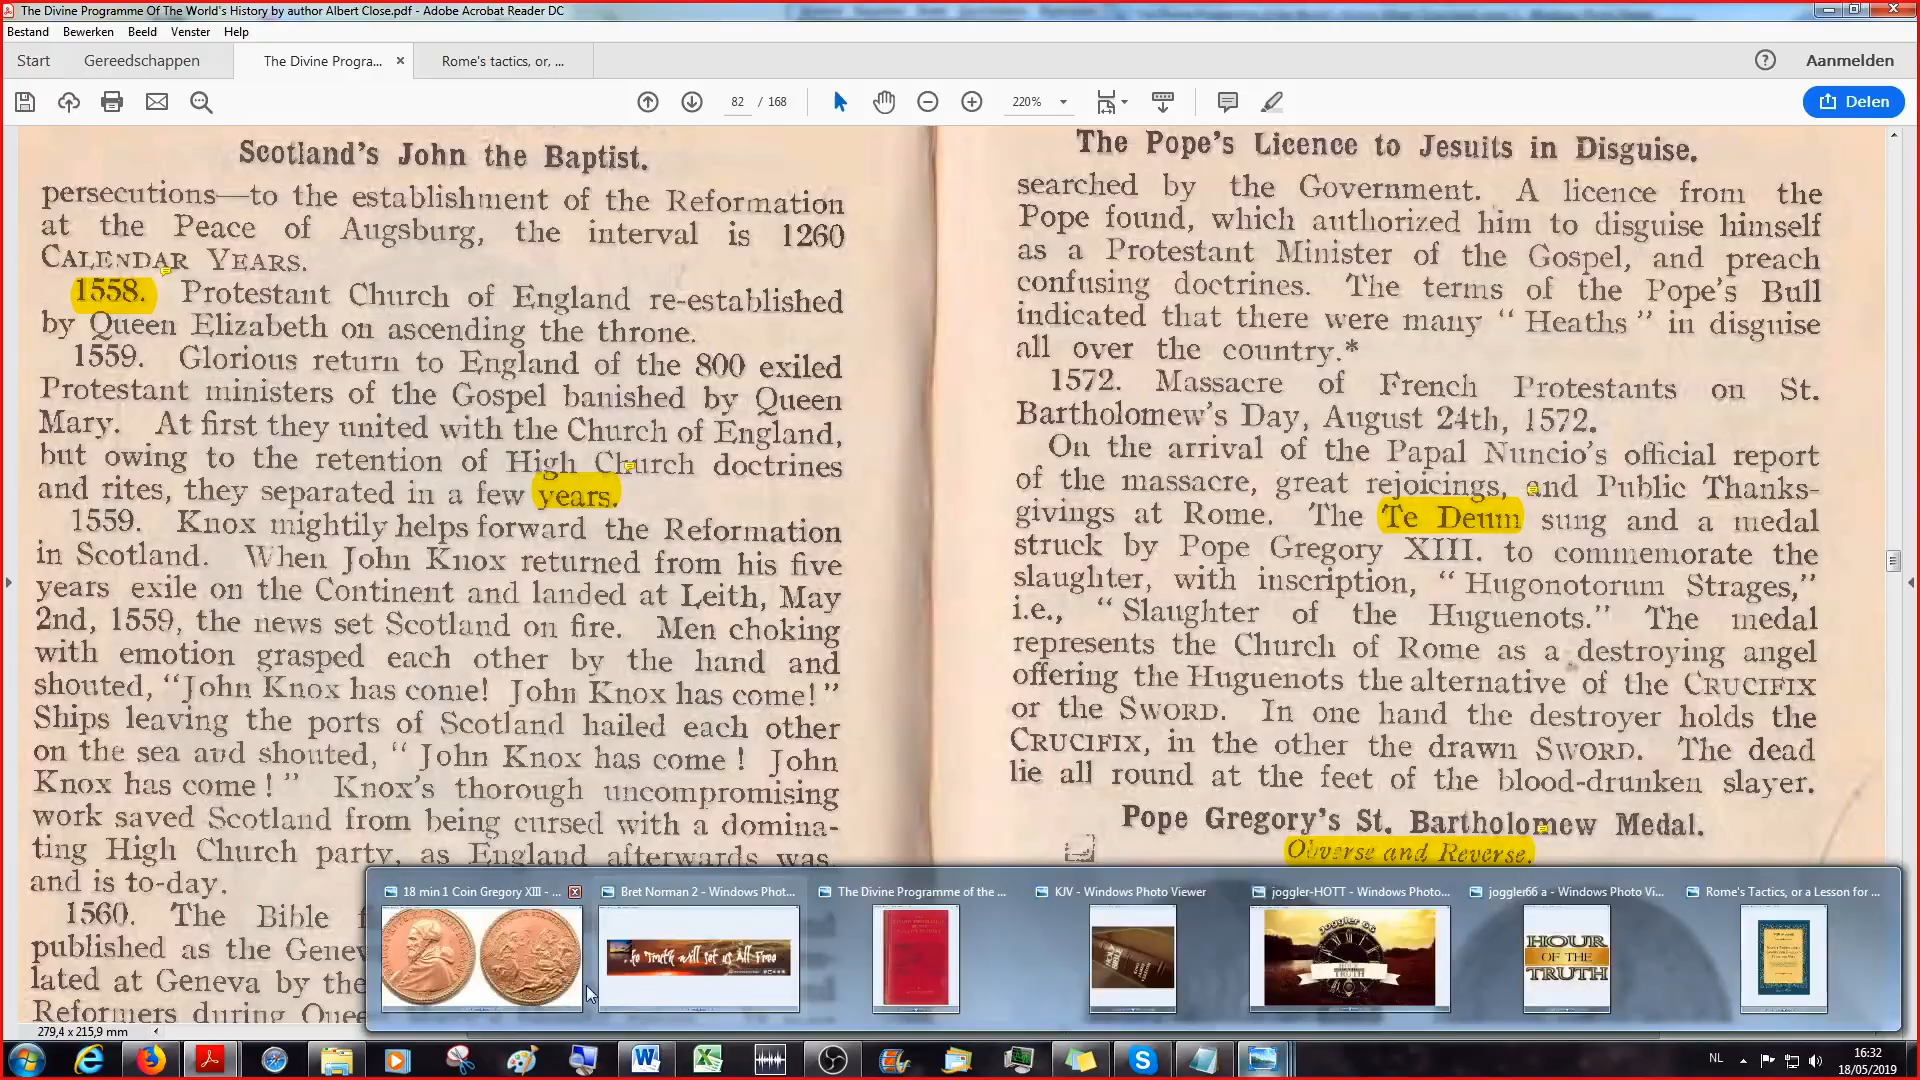 The Divine Programme Of The World's History by author Albert Close.pdf - Adobe Acrobat Reader DC
Bestand Bewerken Beeld Venster Help
Start Gereedschappen The Divine Progra... × Rome's tactics, or, ... Aanmelden
82 / 168 220% Delen
Scotland's John the Baptist.
persecutions—to the establishment of the Reformation
at the Peace of Augsburg, the interval is 1260
CALENDAR YEARS.
1558. Protestant Church of England re-established
by Queen Elizabeth on ascending the throne.
1559. Glorious return to England of the 800 exiled
Protestant ministers of the Gospel banished by Queen
Mary. At first they united with the Church of England,
but owing to the retention of High Church doctrines
and rites, they separated in a few years.
1559. Knox mightily helps forward the Reformation
in Scotland. When John Knox returned from his five
years exile on the Continent and landed at Leith, May
2nd, 1559, the news set Scotland on fire. Men choking
with emotion grasped each other by the hand and
shouted, "John Knox has come! John Knox has come!"
Ships leaving the ports of Scotland hailed each other
on the sea and shouted, "John Knox has come! John
Knox has come!" Knox's thorough uncompromising
work saved Scotland from being cursed with a domina-
ting High Church party, as England afterwards was,
and is to-day.
1560. The Bible
published as the Genev
lated at Geneva by the
Reformers during Quee
The Pope's Licence to Jesuits in Disguise.
searched by the Government. A licence from the
Pope found, which authorized him to disguise himself
as a Protestant Minister of the Gospel, and preach
confusing doctrines. The terms of the Pope's Bull
indicated that there were many "Heaths" in disguise
all over the country.*
1572. Massacre of French Protestants on St.
Bartholomew's Day, August 24th, 1572.
On the arrival of the Papal Nuncio's official report
of the massacre, great rejoicings, and Public Thanks-
givings at Rome. The Te Deum sung and a medal
struck by Pope Gregory XIII. to commemorate the
slaughter, with inscription, "Hugonotorum Strages,"
i.e., "Slaughter of the Huguenots." The medal
represents the Church of Rome as a destroying angel
offering the Huguenots the alternative of the CRUCIFIX
or the SWORD. In one hand the destroyer holds the
CRUCIFIX, in the other the drawn SWORD. The dead
lie all round at the feet of the blood-drunken slayer.
Pope Gregory's St. Bartholomew Medal.
Obverse and Reverse.
18 min 1 Coin Gregory XIII - ...
Bret Norman 2 - Windows Phot...
The Divine Programme of the ...
KJV - Windows Photo Viewer
joggler-HOTT - Windows Photo...
joggler66 a - Windows Photo Vi...
Rome's Tactics, or a Lesson for ...
...to Truth will set us All Free
HOLY BIBLE
Joggler 66
HOUR
OF THE
TRUTH
279,4 x 215,9 mm
NL
16:32
18/05/2019